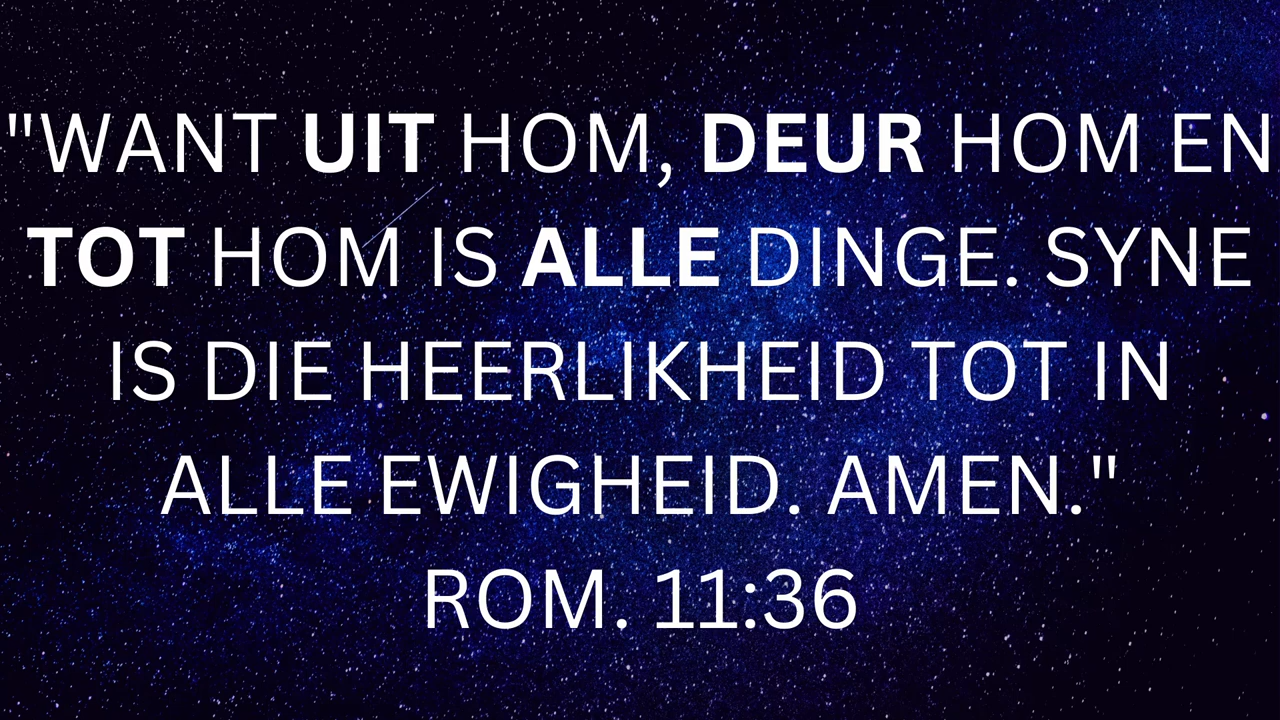 "WANT UIT HOM, DEUR HOM EN
TOT HOM IS ALLE DINGE. SYNE
IS DIE HEERLIKHEID TOT IN
ALLE EWIGHEID. AMEN."
ROM. 11:36